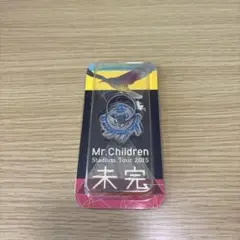 Mr.Children
Stadium Tour 2015
未完